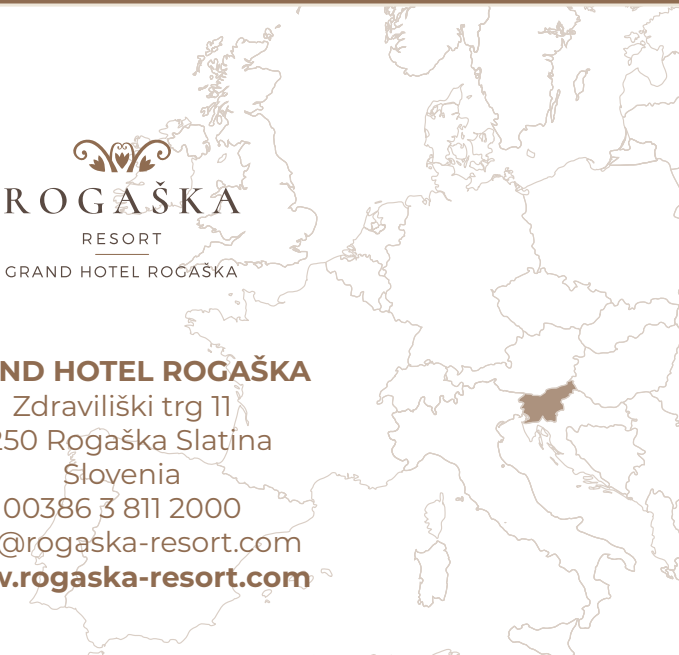 ROGAŠKA
RESORT
GRAND HOTEL ROGAŠKA
ND HOTEL ROGAŠKA
Zdraviliški trg 11
250 Rogaška Slatina
Slovenia
00386 3 811 2000
@rogaska-resort.com
w.rogaska-resort.com